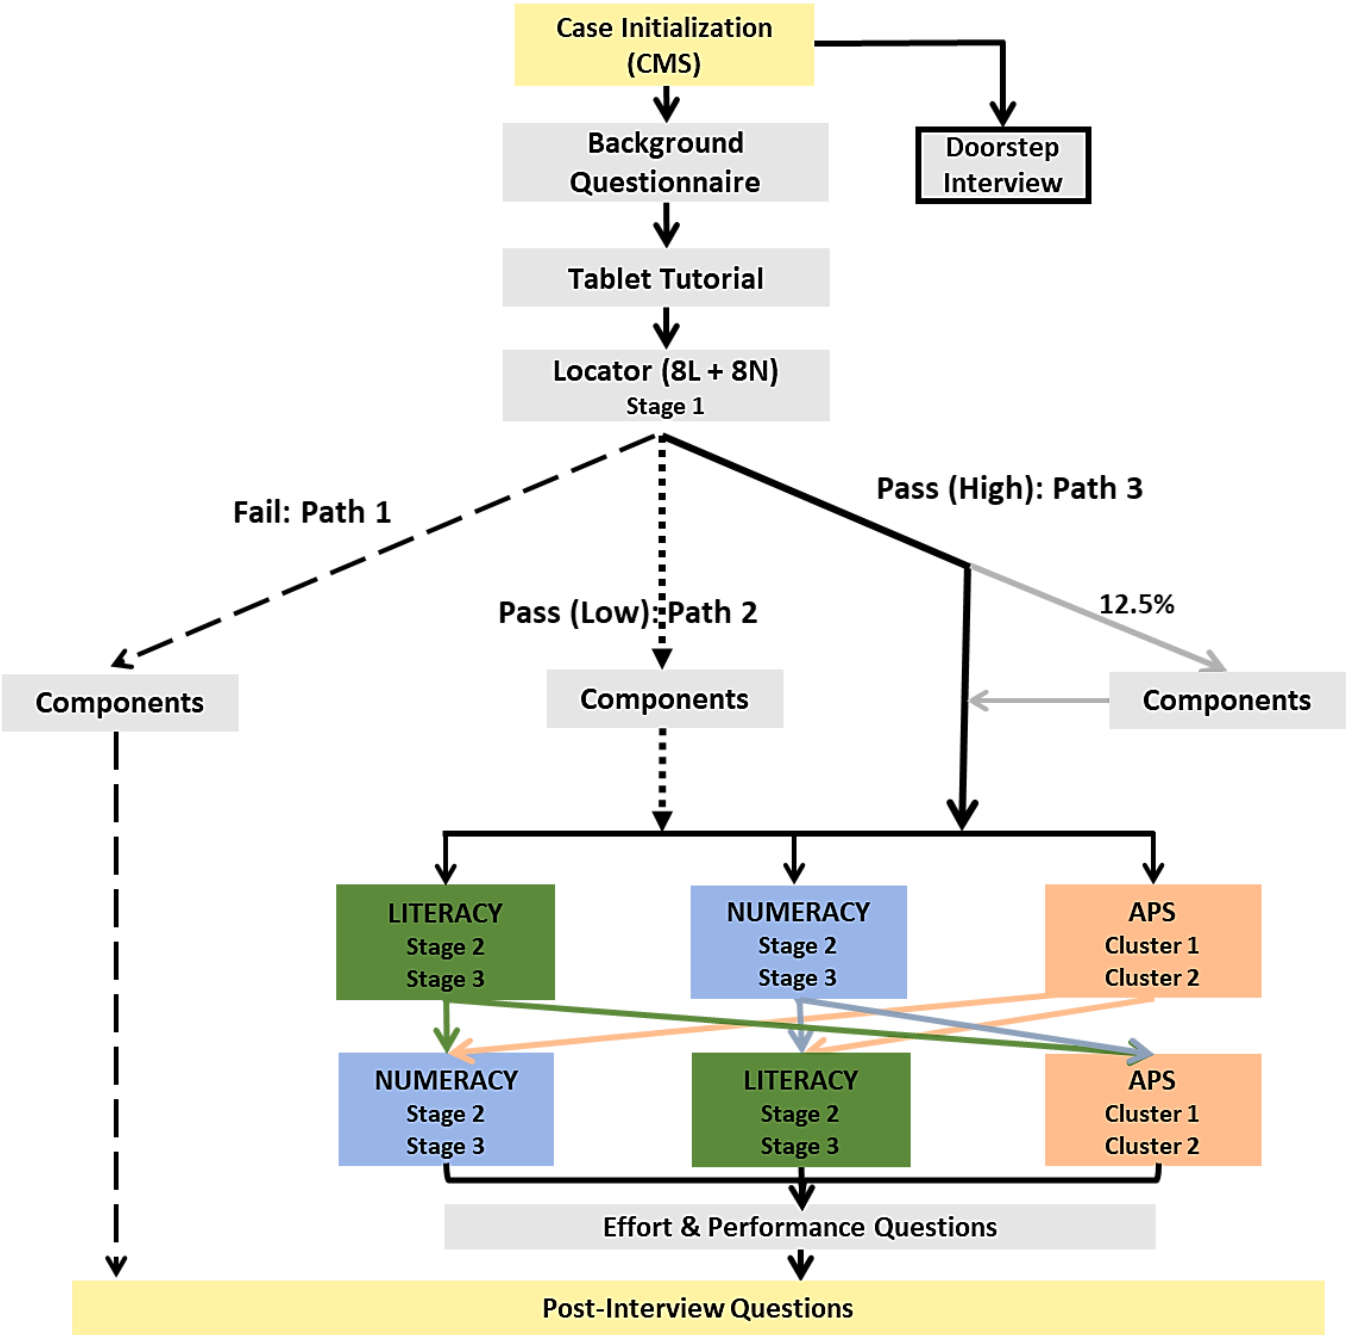 Case Initialization
(CMS)
Background
Questionnaire
Doorstep
Interview
Tablet Tutorial
Locator (8L + 8N)
Stage 1
Fail: Path 1
Pass (High): Path 3
Pass (Low): Path 2
12.5%
Components
Components
Components
LITERACY
Stage 2
Stage 3
NUMERACY
Stage 2
Stage 3
APS
Cluster 1
Cluster 2
NUMERACY
Stage 2
Stage 3
LITERACY
Stage 2
Stage 3
APS
Cluster 1
Cluster 2
Effort & Performance Questions
Post-Interview Questions